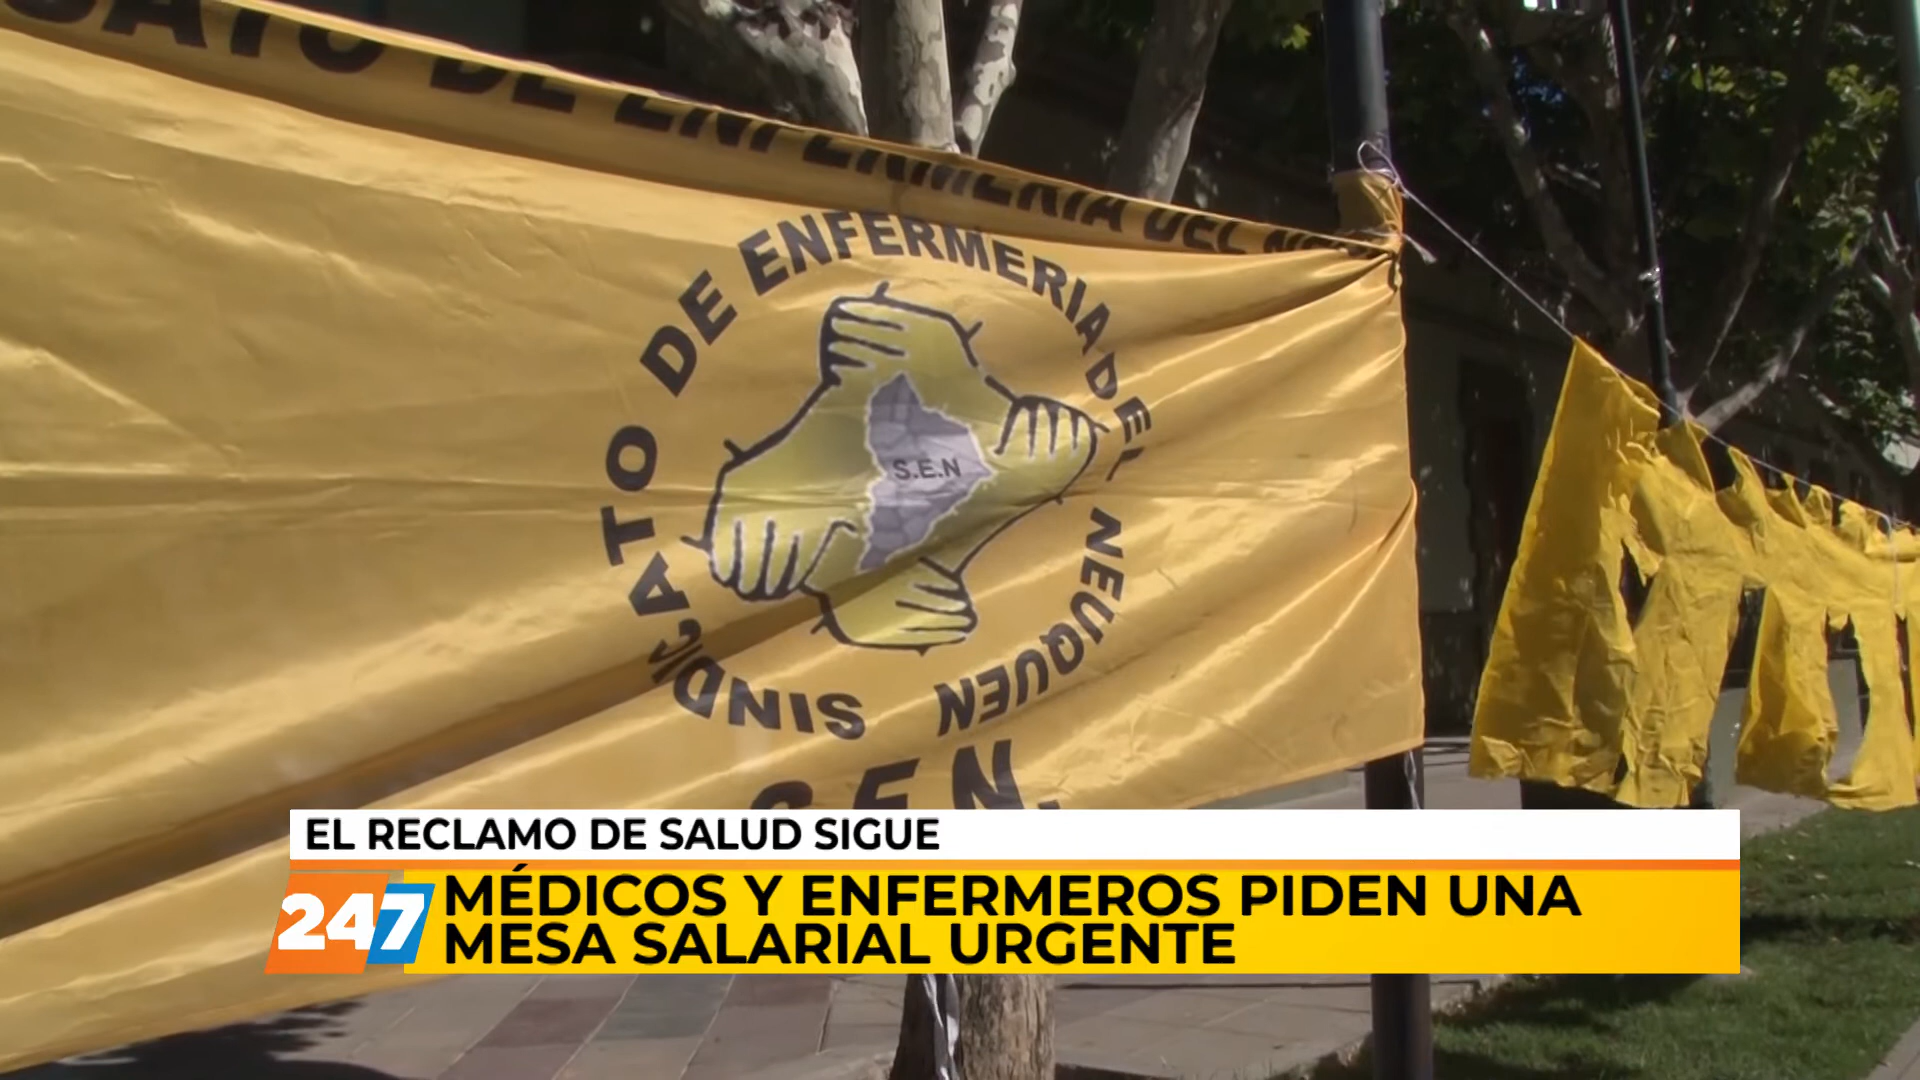 DE ENFERMERIA DEL
SINDICATO DE ENFERMERIA DEL NEUQUEN
S.E.N
S.E.N.
EL RECLAMO DE SALUD SIGUE
247
MÉDICOS Y ENFERMEROS PIDEN UNA
MESA SALARIAL URGENTE